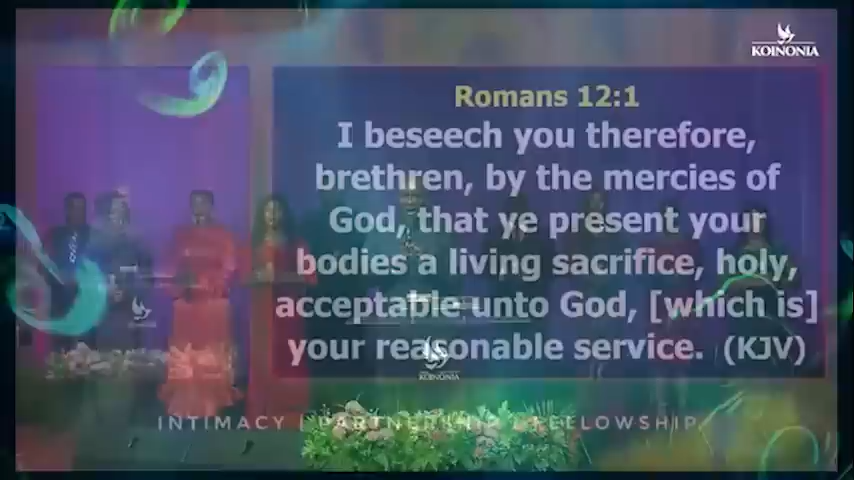 KOINONIA
Romans 12:1
I beseech you therefore,
brethren, by the mercies of
God, that ye present your
bodies a living sacrifice, holy,
acceptable unto God, [which is]
your reasonable service. (KJV)
KOINONIA
INTIMACY | PARTNERSHIP | FELLOWSHIP